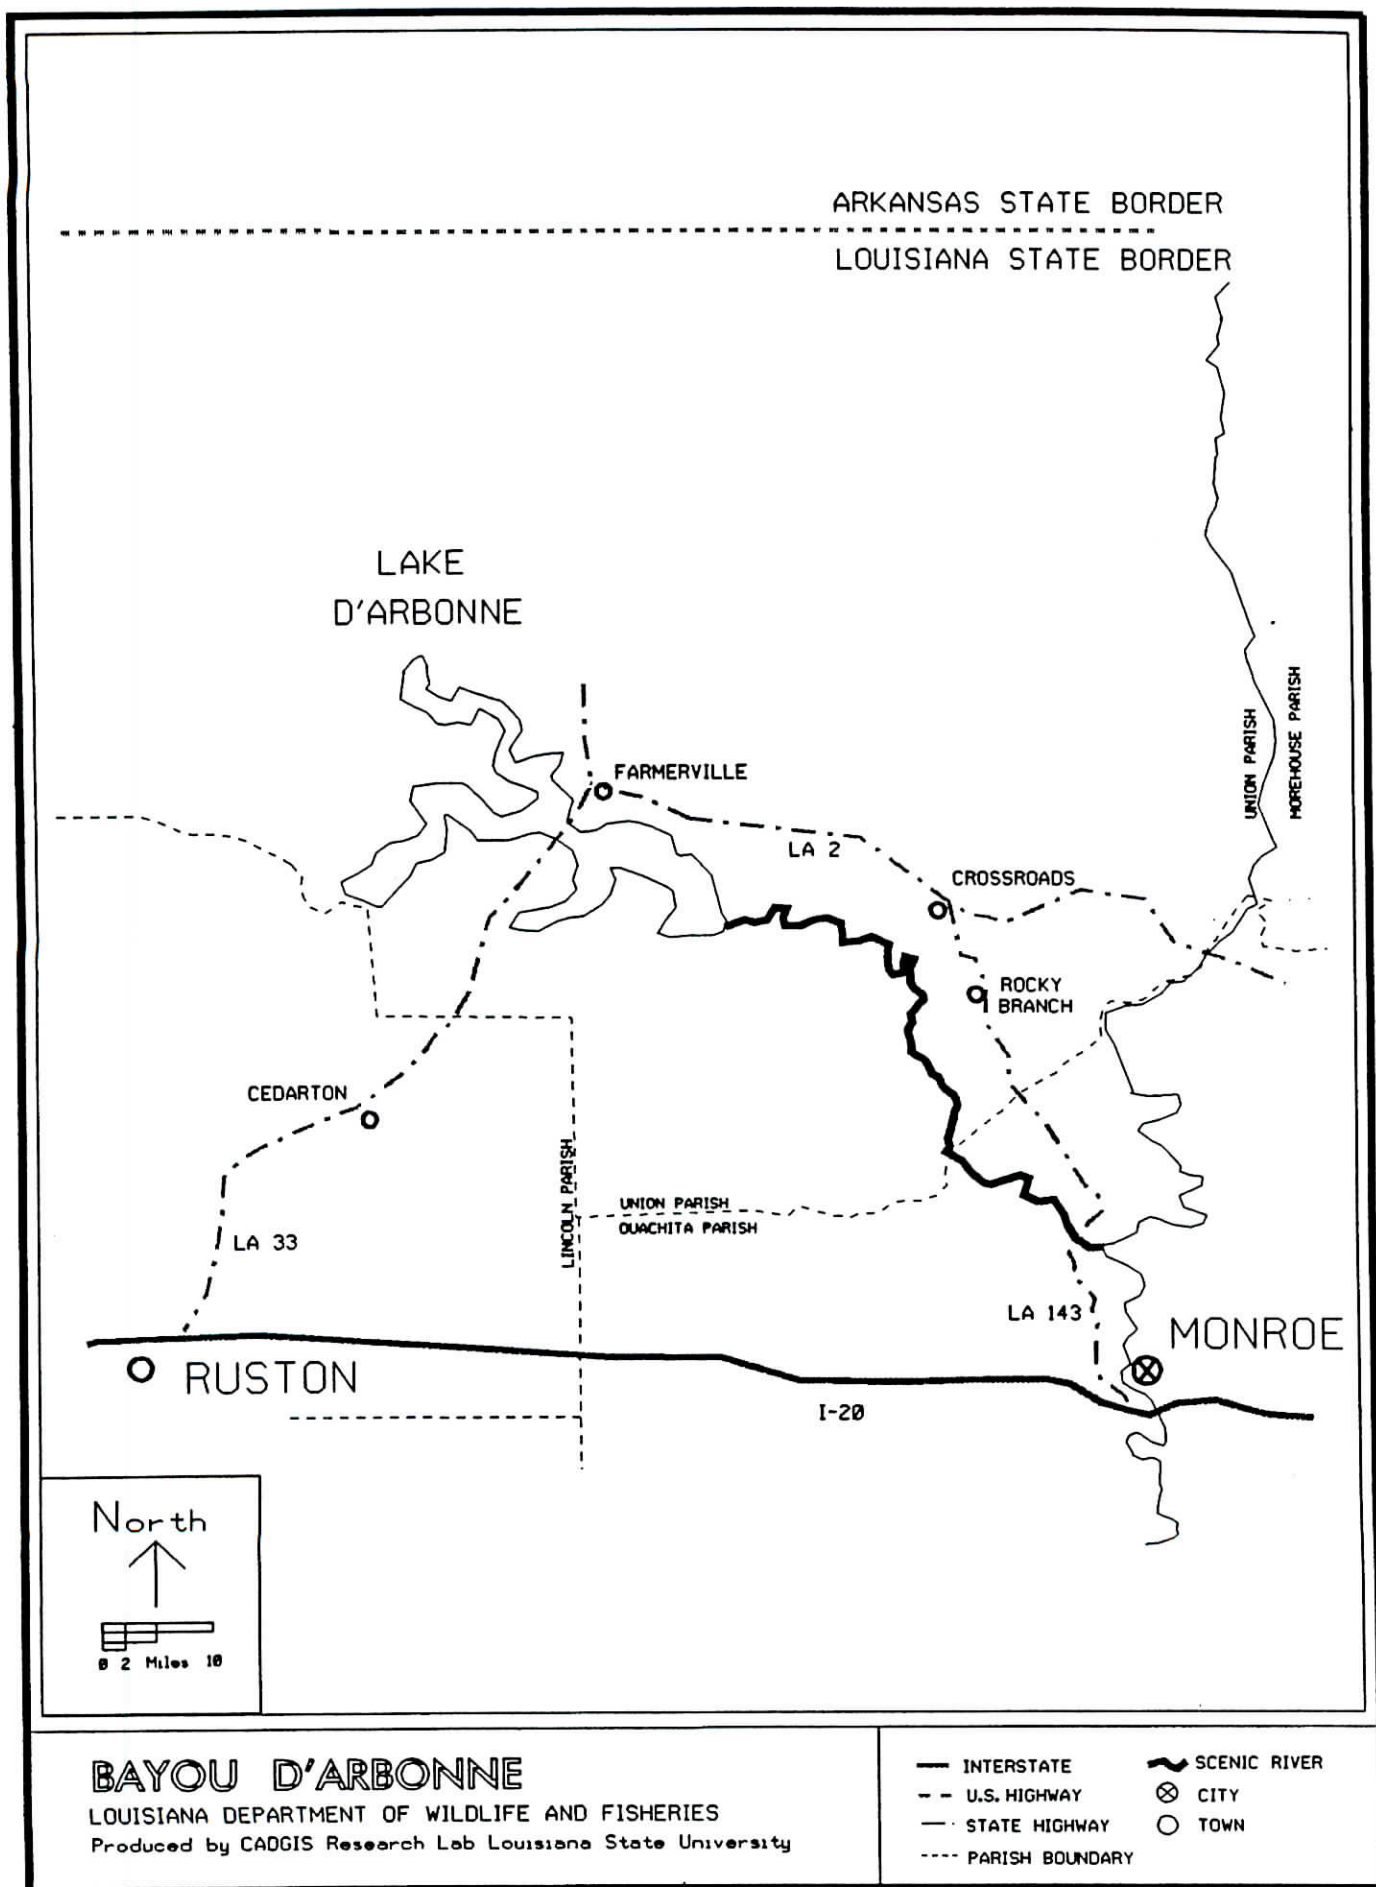 ARKANSAS STATE BORDER
LOUISIANA STATE BORDER
LAKE
D'ARBONNE
UNION PARISH
MOREHOUSE PARISH
FARMERVILLE
LA 2
CROSSROADS
ROCKY
BRANCH
CEDARTON
LINCOLN PARISH
UNION PARISH
OUACHITA PARISH
LA 33
LA 143
MONROE
RUSTON
I-20
North
0 2 Miles 10
BAYOU D'ARBONNE
LOUISIANA DEPARTMENT OF WILDLIFE AND FISHERIES
Produced by CADGIS Research Lab Louisiana State University
INTERSTATE
U.S. HIGHWAY
STATE HIGHWAY
PARISH BOUNDARY
SCENIC RIVER
CITY
TOWN